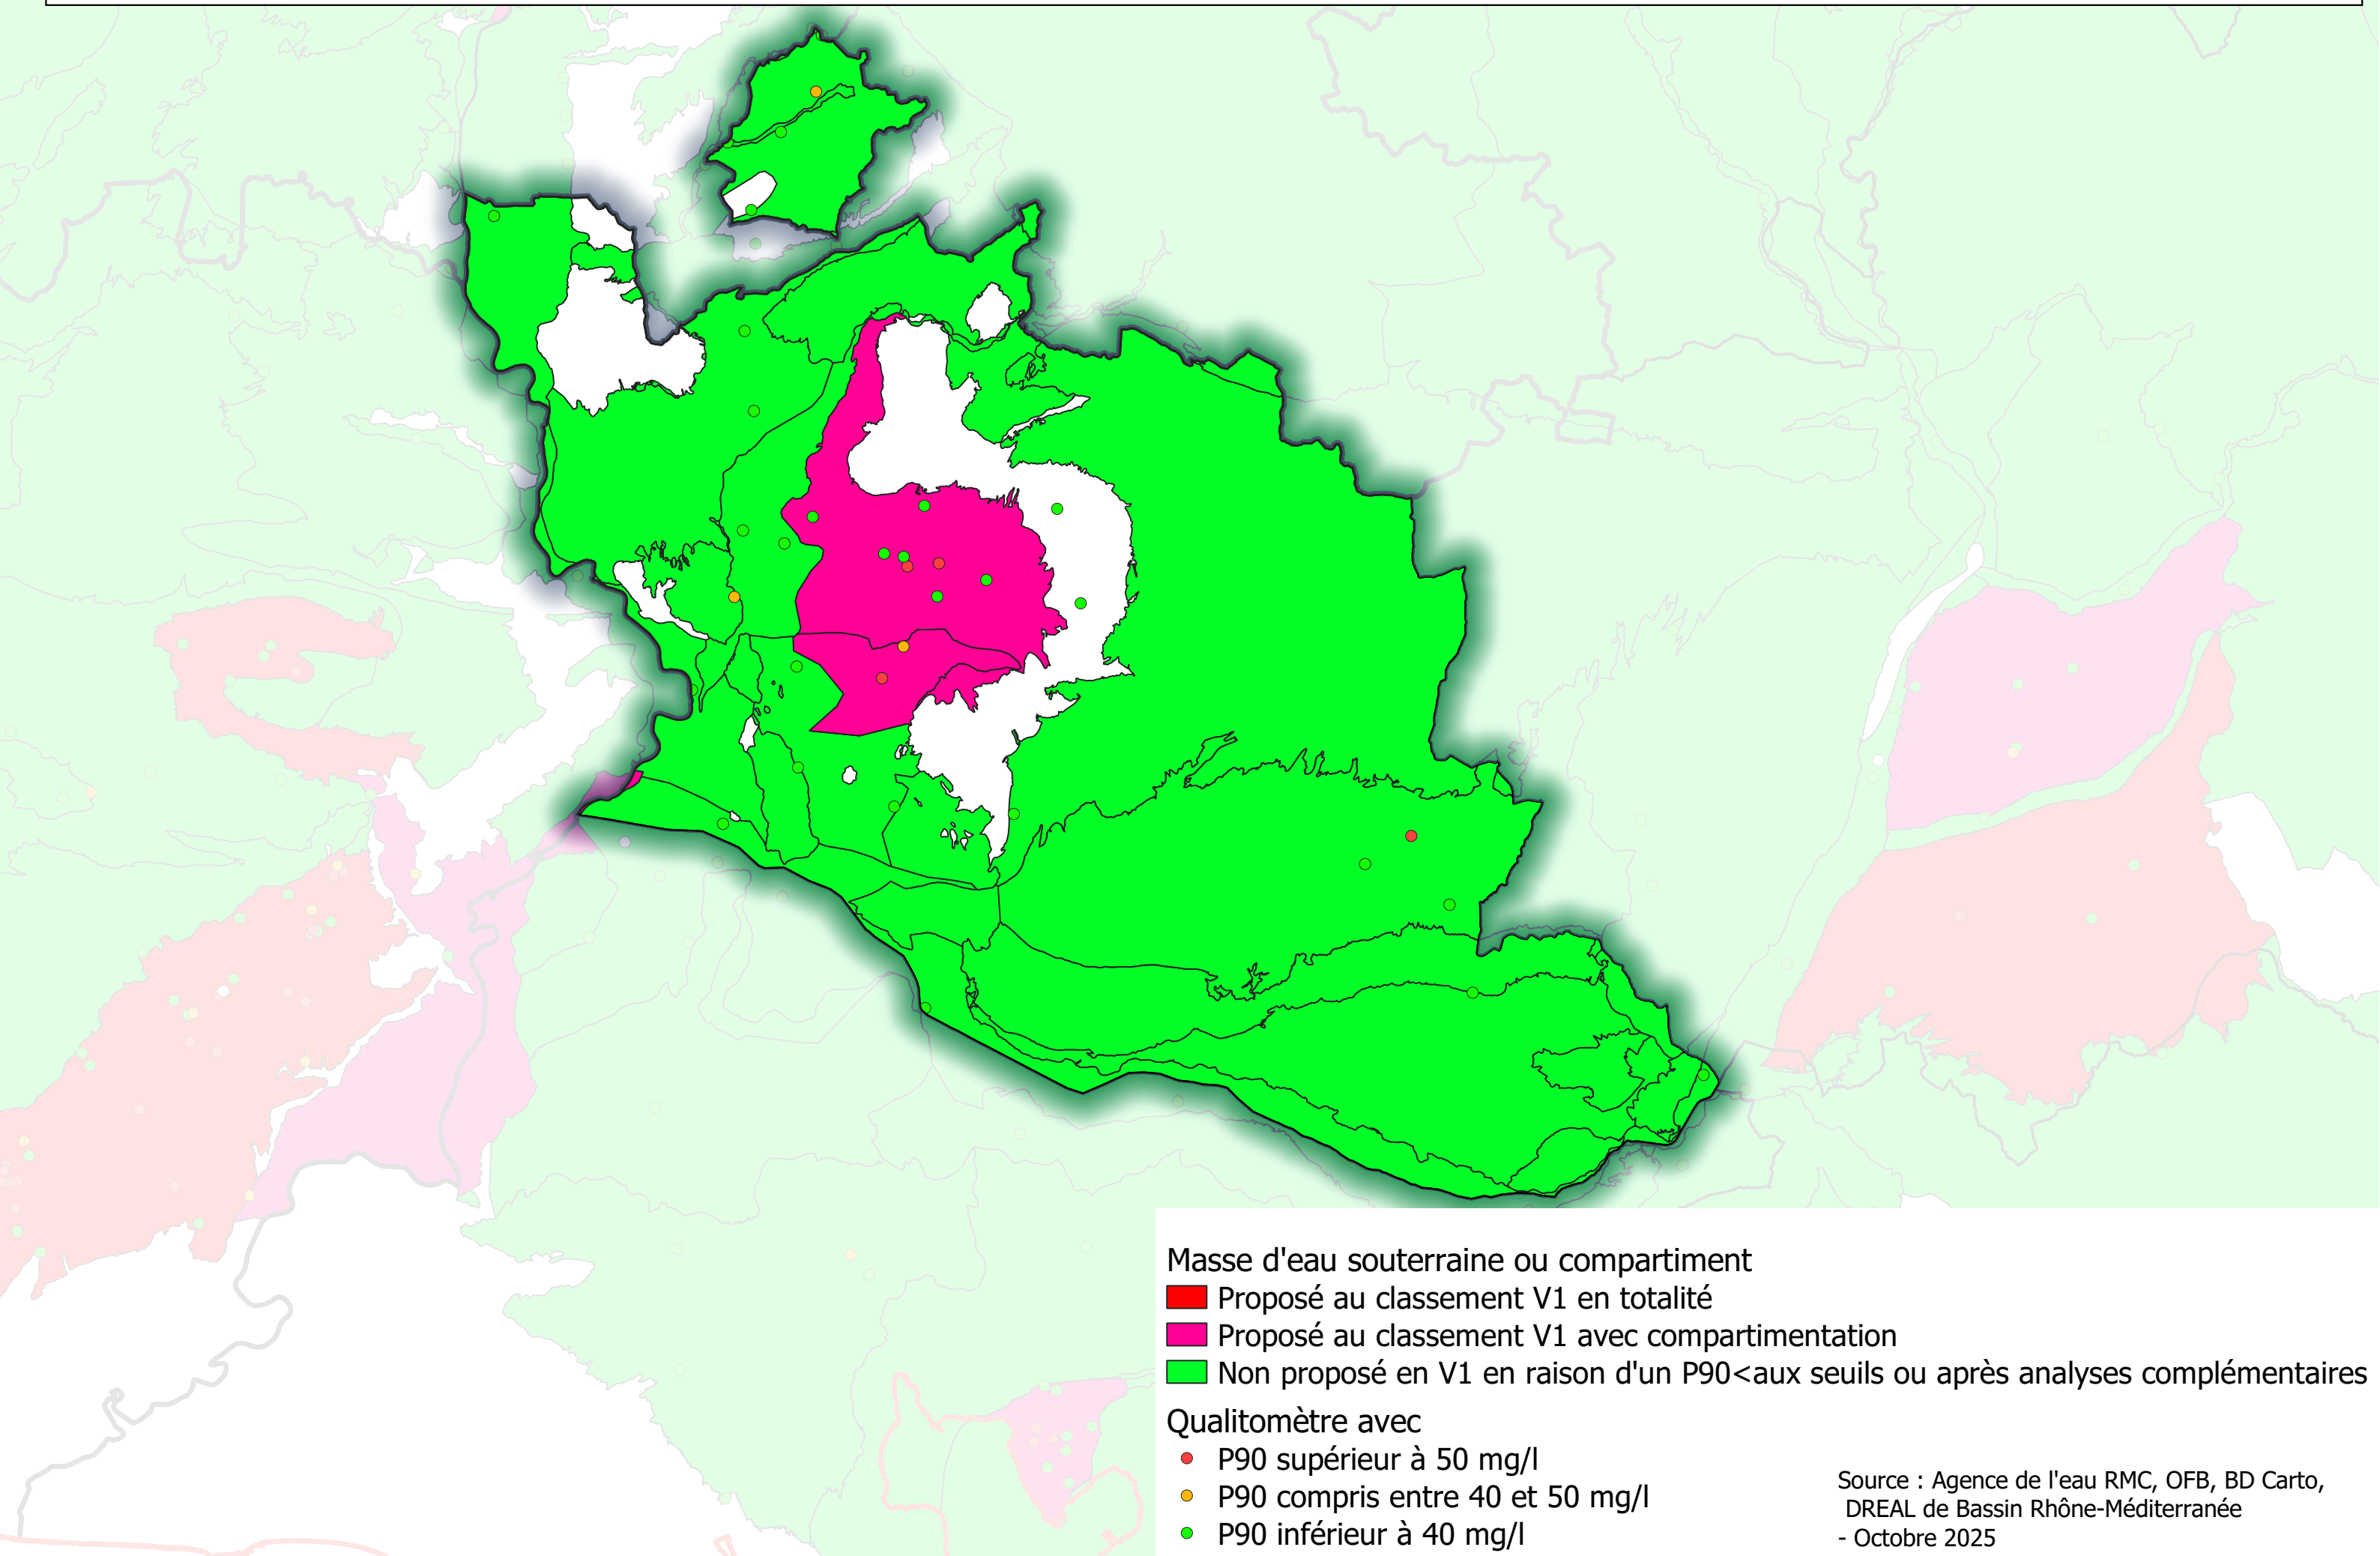 Masse d'eau souterraine ou compartiment
Proposé au classement V1 en totalité
Proposé au classement V1 avec compartimentation
Non proposé en V1 en raison d'un P90<aux seuils ou après analyses complémentaires
Qualitomètre avec
P90 supérieur à 50 mg/l
P90 compris entre 40 et 50 mg/l
P90 inférieur à 40 mg/l
Source : Agence de l'eau RMC, OFB, BD Carto,
DREAL de Bassin Rhône-Méditerranée
- Octobre 2025